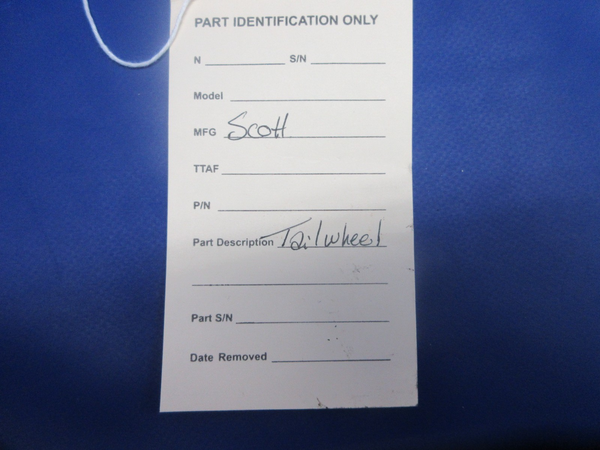 PART IDENTIFICATION ONLY
N S/N
Model
MFG Scott
TTAF
P/N
Part Description Tailwheel
Part S/N
Date Removed